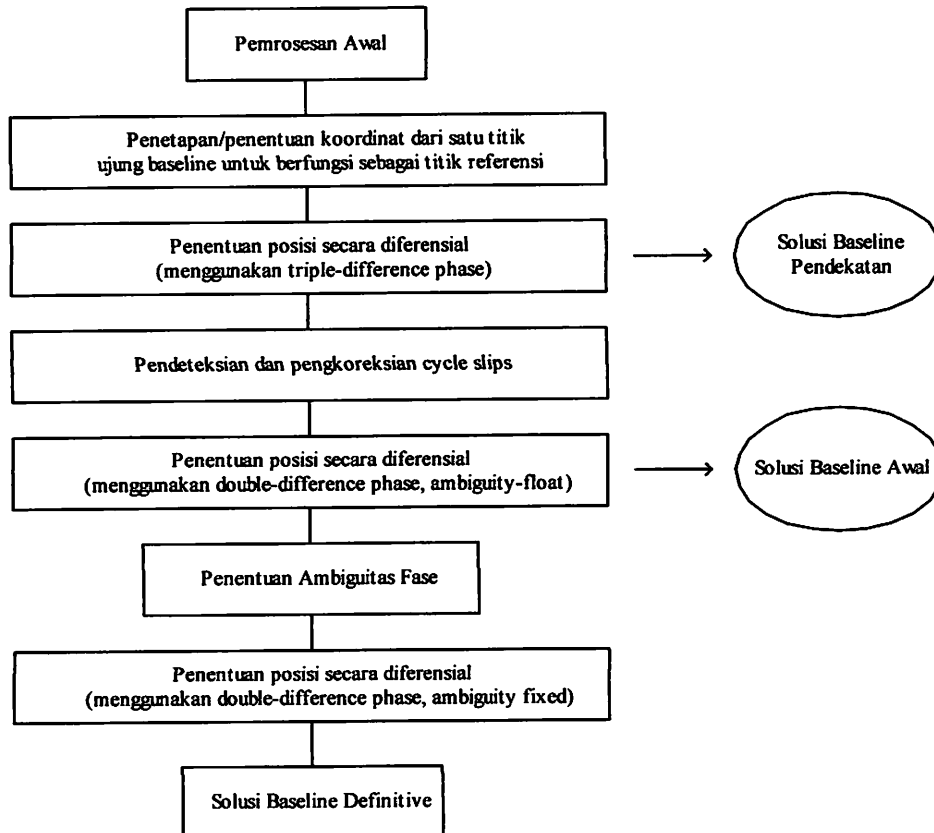 Pemrosesan Awal
Penetapan/penentuan koordinat dari satu titik
ujung baseline untuk berfungsi sebagai titik referensi
Penentuan posisi secara diferensial
(menggunakan triple-difference phase)
Solusi Baseline
Pendekatan
Pendeteksian dan pengkoreksian cycle slips
Penentuan posisi secara diferensial
(menggunakan double-difference phase, ambiguity-float)
Solusi Baseline Awal
Penentuan Ambiguitas Fase
Penentuan posisi secara diferensial
(menggunakan double-difference phase, ambiguity fixed)
Solusi Baseline Definitive